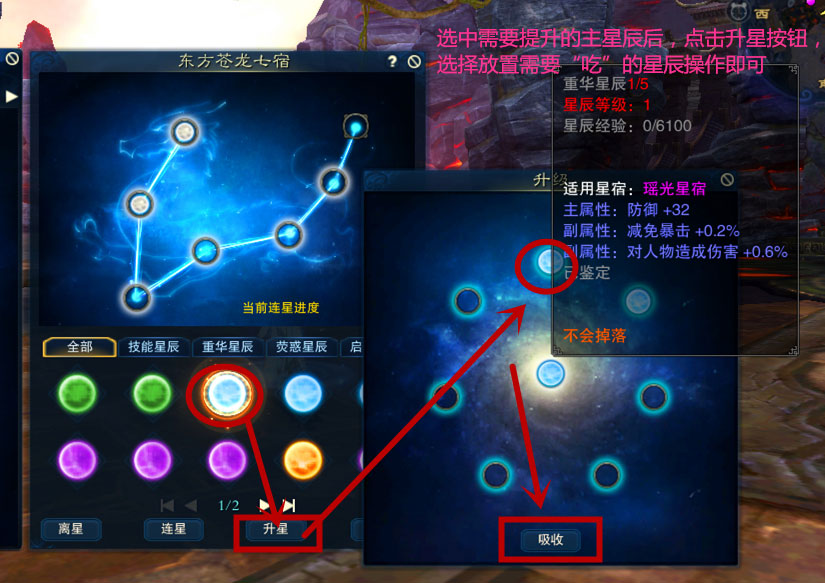 西
选中需要提升的主星辰后，点击升星按钮，
选择放置需要“吃”的星辰操作即可
东方苍龙七宿
?
重华星辰1/5
星辰等级：1
星辰经验：0/6100
升级
适用星宿：瑶光星宿
主属性：防御 +32
副属性：减免暴击 +0.2%
副属性：对人物造成伤害 +0.6%
已鉴定
不会掉落
当前连星进度
全部
技能星辰
重华星辰
荧惑星辰
启
1/2
离星
连星
升星
吸收